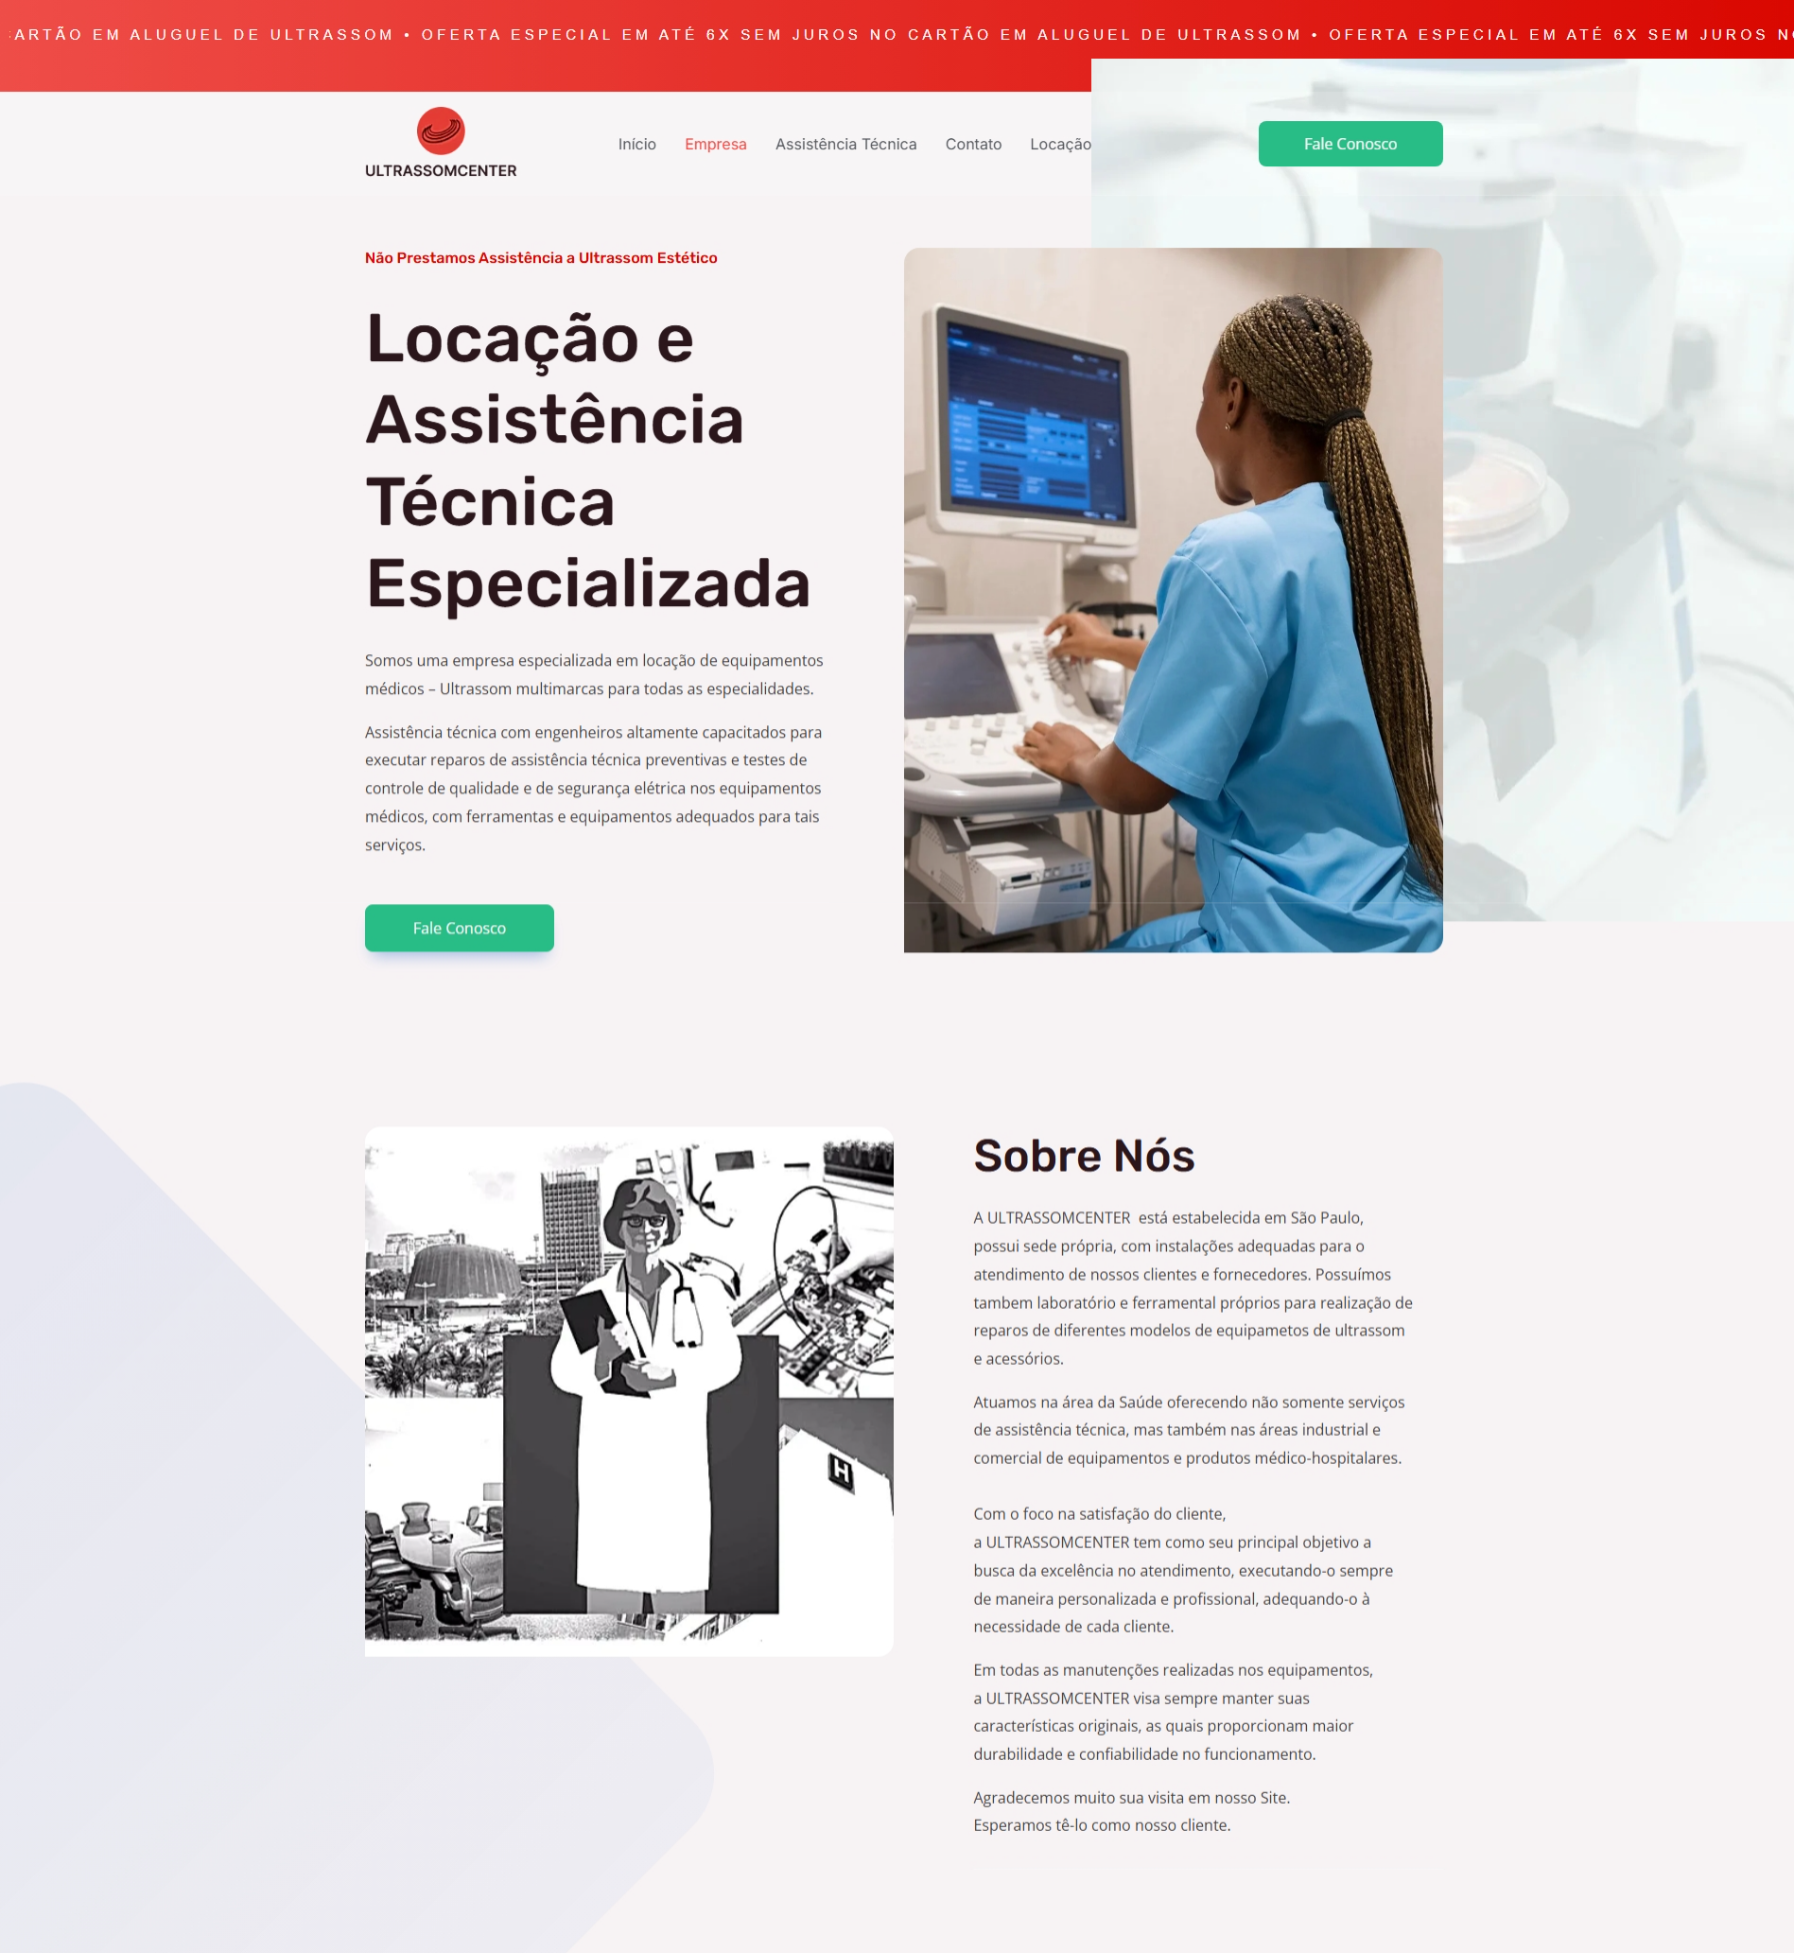 ARTÃO EM ALUGUEL DE ULTRASSOM • OFERTA ESPECIAL EM ATÉ 6X SEM JUROS NO CARTÃO EM ALUGUEL DE ULTRASSOM • OFERTA ESPECIAL EM ATÉ 6X SEM JUROS N
ULTRASSOMCENTER
Início Empresa Assistência Técnica Contato Locação
Fale Conosco
Não Prestamos Assistência a Ultrassom Estético
Locação e
Assistência
Técnica
Especializada
Somos uma empresa especializada em locação de equipamentos
médicos – Ultrassom multimarcas para todas as especialidades.
Assistência técnica com engenheiros altamente capacitados para
executar reparos de assistência técnica preventivas e testes de
controle de qualidade e de segurança elétrica nos equipamentos
médicos, com ferramentas e equipamentos adequados para tais
serviços.
Fale Conosco
H
Sobre Nós
A ULTRASSOMCENTER  está estabelecida em São Paulo,
possui sede própria, com instalações adequadas para o
atendimento de nossos clientes e fornecedores. Possuímos
tambem laboratório e ferramental próprios para realização de
reparos de diferentes modelos de equipametos de ultrassom
e acessórios.
Atuamos na área da Saúde oferecendo não somente serviços
de assistência técnica, mas também nas áreas industrial e
comercial de equipamentos e produtos médico-hospitalares.
Com o foco na satisfação do cliente,
a ULTRASSOMCENTER tem como seu principal objetivo a
busca da excelência no atendimento, executando-o sempre
de maneira personalizada e profissional, adequando-o à
necessidade de cada cliente.
Em todas as manutenções realizadas nos equipamentos,
a ULTRASSOMCENTER visa sempre manter suas
características originais, as quais proporcionam maior
durabilidade e confiabilidade no funcionamento.
Agradecemos muito sua visita em nosso Site.
Esperamos tê-lo como nosso cliente.